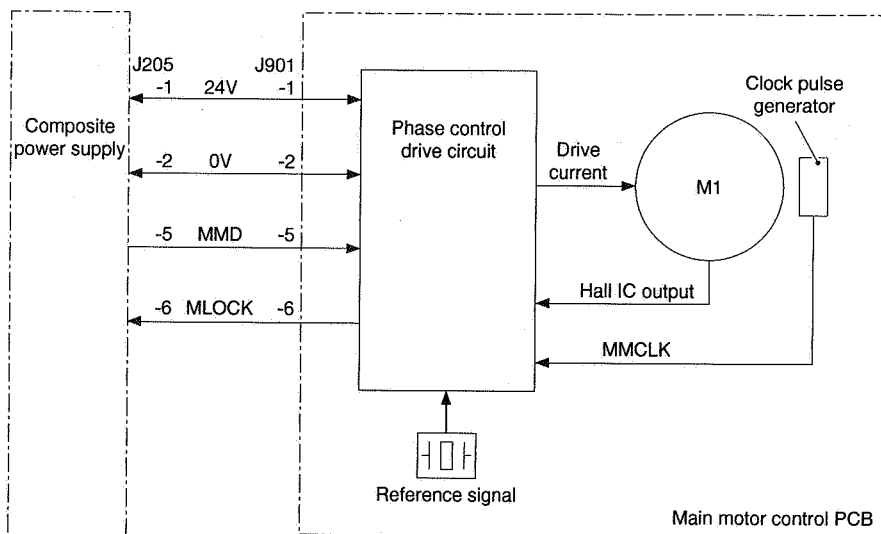 J205 J901
-1 24V -1
Clock pulse
generator
Composite
power supply
Phase control
drive circuit
-2 0V -2
Drive
current
M1
-5 MMD -5
-6 MLOCK -6
Hall IC output
MMCLK
Reference signal
Main motor control PCB